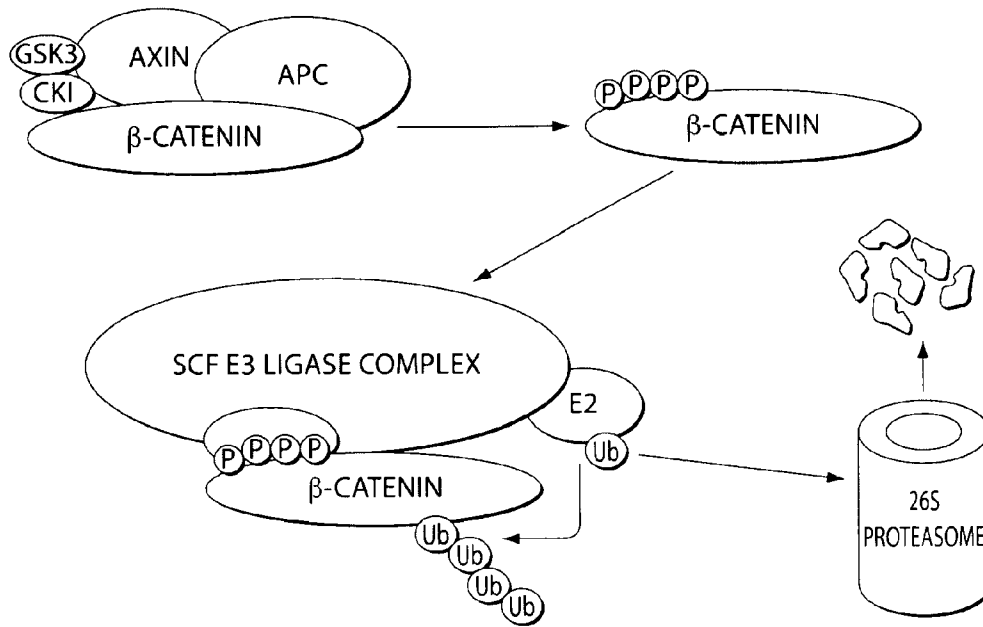 GSK3
AXIN
APC
CKI
β-CATENIN
P P P P
β-CATENIN
SCF E3 LIGASE COMPLEX
E2
P P P P
Ub
β-CATENIN
Ub
Ub
Ub
Ub
26S
PROTEASOME